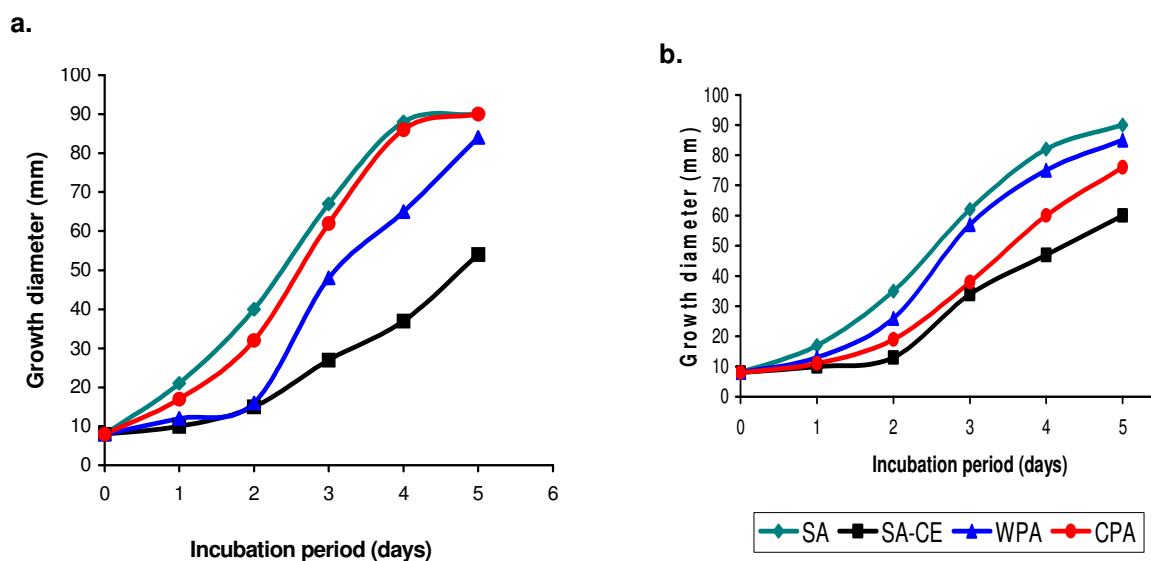 a.
100
90
80
70
60
50
40
30
20
10
0
Growth diameter (mm)
0 1 2 3 4 5 6
Incubation period (days)
b.
100
90
80
70
60
50
40
30
20
10
0
Growth diameter (mm)
0 1 2 3 4 5
Incubation period (days)
SA SA-CE WPA CPA